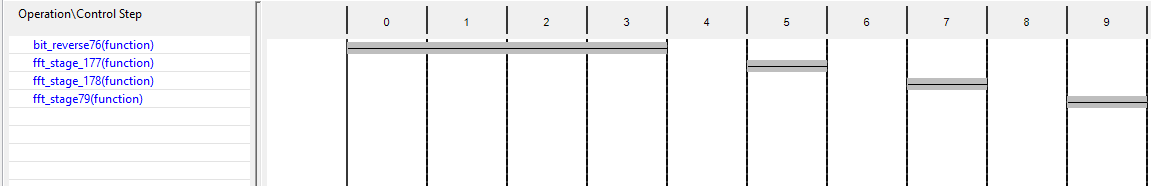 Operation\Control Step
0 1 2 3 4 5 6 7 8 9
bit_reverse76(function)
fft_stage_177(function)
fft_stage_178(function)
fft_stage79(function)